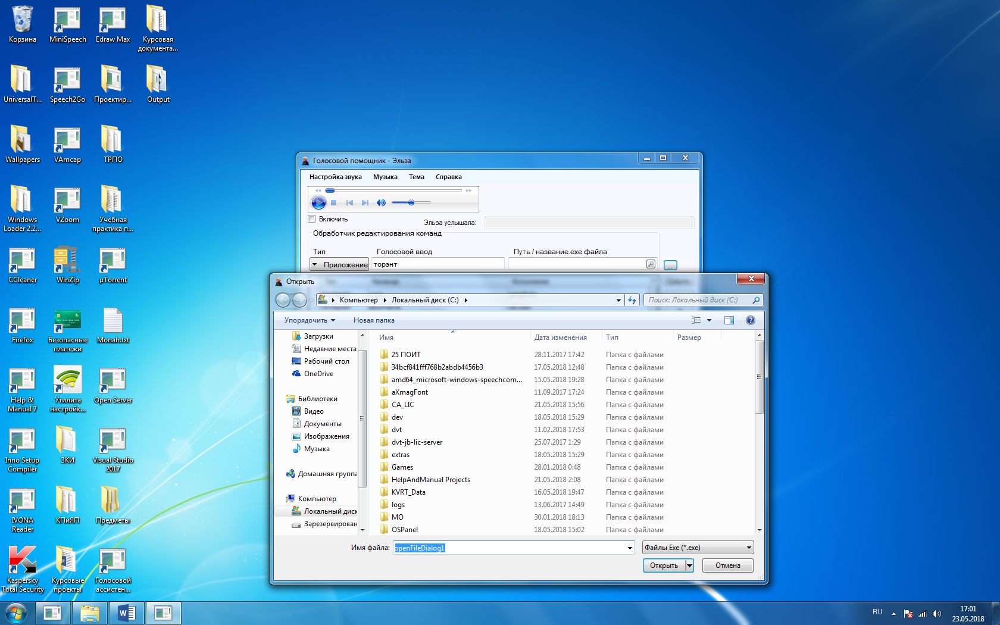 Корзина
MiniSpeech
Edraw Max
Курсовая
документа...
UniversalT...
Speech2Go
Проектир...
Output
Wallpapers
VAmcap
ТРПО
Windows
Loader 2.2...
VZoom
Учебная
практика п...
CCleaner
WinZip
µTorrent
Firefox
Безопасные
платежи
Monah.txt
Help &
Manual 7
Утилита
настройк...
Open Server
Inno Setup
Compiler
ЗКИ
Visual Studio
2017
IVONA
Reader
КПиЯП
Предметы
Kaspersky
Total Security
Курсовые
проекты
Голосовой
ассистен...
Голосовой помощник - Эльза
Настройка звука Музыка Тема Справка
Включить
Эльза услышала:
Обработчик редактирования команд
Тип Голосовой ввод Путь / название.exe файла
Приложение торэнт ...
Открыть
Компьютер Локальный диск (C:)
Поиск: Локальный диск (C:)
Упорядочить Новая папка
Загрузки
Недавние места
Рабочий стол
OneDrive
Библиотеки
Видео
Документы
Изображения
Музыка
Домашняя группа
Компьютер
Локальный диск
Зарезервирован
Имя Дата изменения Тип Размер
25 ПОИТ 28.11.2017 17:42 Папка с файлами
34bcf841fff768b2abdb4456b3 17.05.2018 12:48 Папка с файлами
amd64_microsoft-windows-speechcom... 15.05.2018 19:28 Папка с файлами
aXmagFont 11.09.2017 17:24 Папка с файлами
CA_LIC 21.05.2018 15:56 Папка с файлами
dev 18.05.2018 15:29 Папка с файлами
dvt 11.02.2018 17:53 Папка с файлами
dvt-jb-lic-server 25.07.2017 1:29 Папка с файлами
extras 18.05.2018 15:29 Папка с файлами
Games 28.01.2018 0:48 Папка с файлами
HelpAndManual Projects 21.05.2018 2:08 Папка с файлами
KVRT_Data 16.05.2018 19:47 Папка с файлами
logs 13.06.2017 14:49 Папка с файлами
MO 30.01.2018 18:13 Папка с файлами
OSPanel 18.05.2018 15:02 Папка с файлами
Имя файла: openFileDialog1 Файлы Exe (*.exe)
Открыть Отмена
RU
17:01
23.05.2018